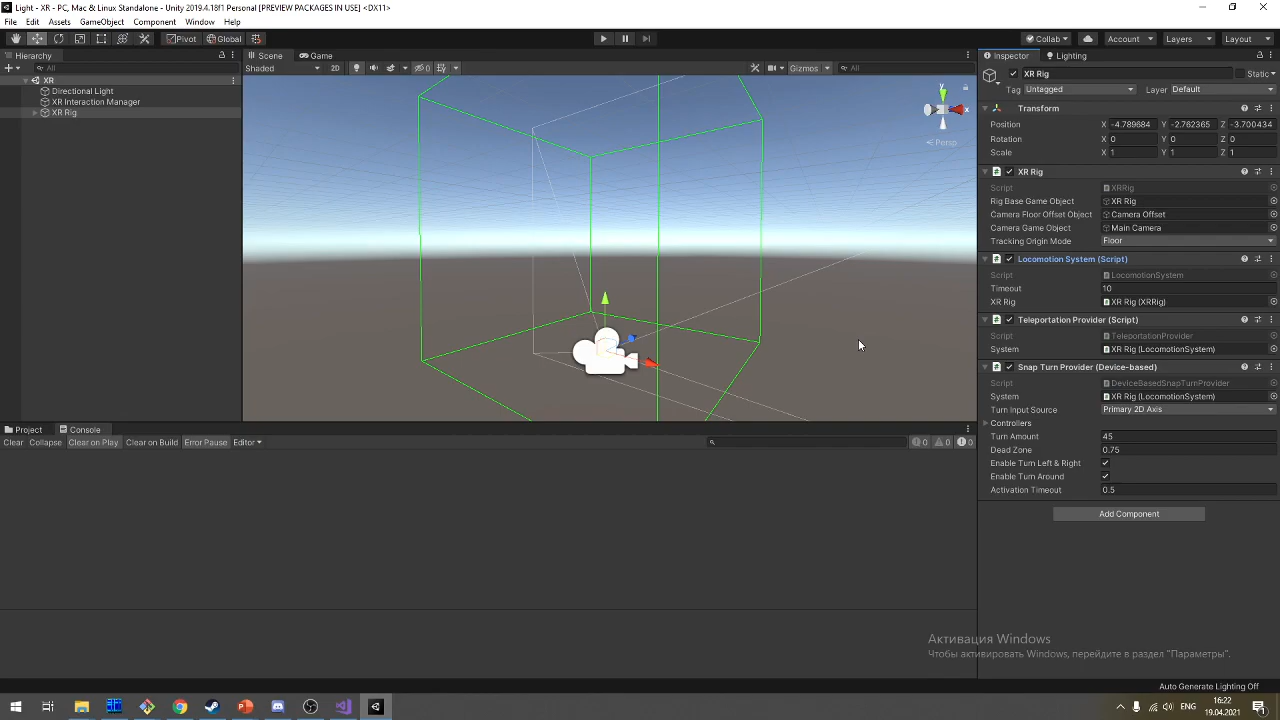 Light - XR - PC, Mac & Linux Standalone - Unity 2019.4.18f1 Personal [PREVIEW PACKAGES IN USE] <DX11>
File Edit Assets GameObject Component Window Help
Pivot Global Collab Account Layers Layout
Hierarchy
All
XR
Directional Light
XR Interaction Manager
XR Rig
Scene Game
Shaded 2D 0 Gizmos All
y
x
Persp
Inspector Lighting
XR Rig Static
Tag Untagged Layer Default
Transform
Position X -4.789684 Y -2.762365 Z -3.700434
Rotation X 0 Y 0 Z 0
Scale X 1 Y 1 Z 1
XR Rig
Script XRRig
Rig Base Game Object XR Rig
Camera Floor Offset Object Camera Offset
Camera Game Object Main Camera
Tracking Origin Mode Floor
Locomotion System (Script)
Script LocomotionSystem
Timeout 10
XR Rig XR Rig (XRRig)
Teleportation Provider (Script)
Script TeleportationProvider
System XR Rig (LocomotionSystem)
Snap Turn Provider (Device-based)
Script DeviceBasedSnapTurnProvider
System XR Rig (LocomotionSystem)
Turn Input Source Primary 2D Axis
Controllers
Turn Amount 45
Dead Zone 0.75
Enable Turn Left & Right
Enable Turn Around
Activation Timeout 0.5
Add Component
Project Console
Clear Collapse Clear on Play Clear on Build Error Pause Editor 0 0 0
Активация Windows
Чтобы активировать Windows, перейдите в раздел "Параметры".
Auto Generate Lighting Off
16:22
19.04.2021